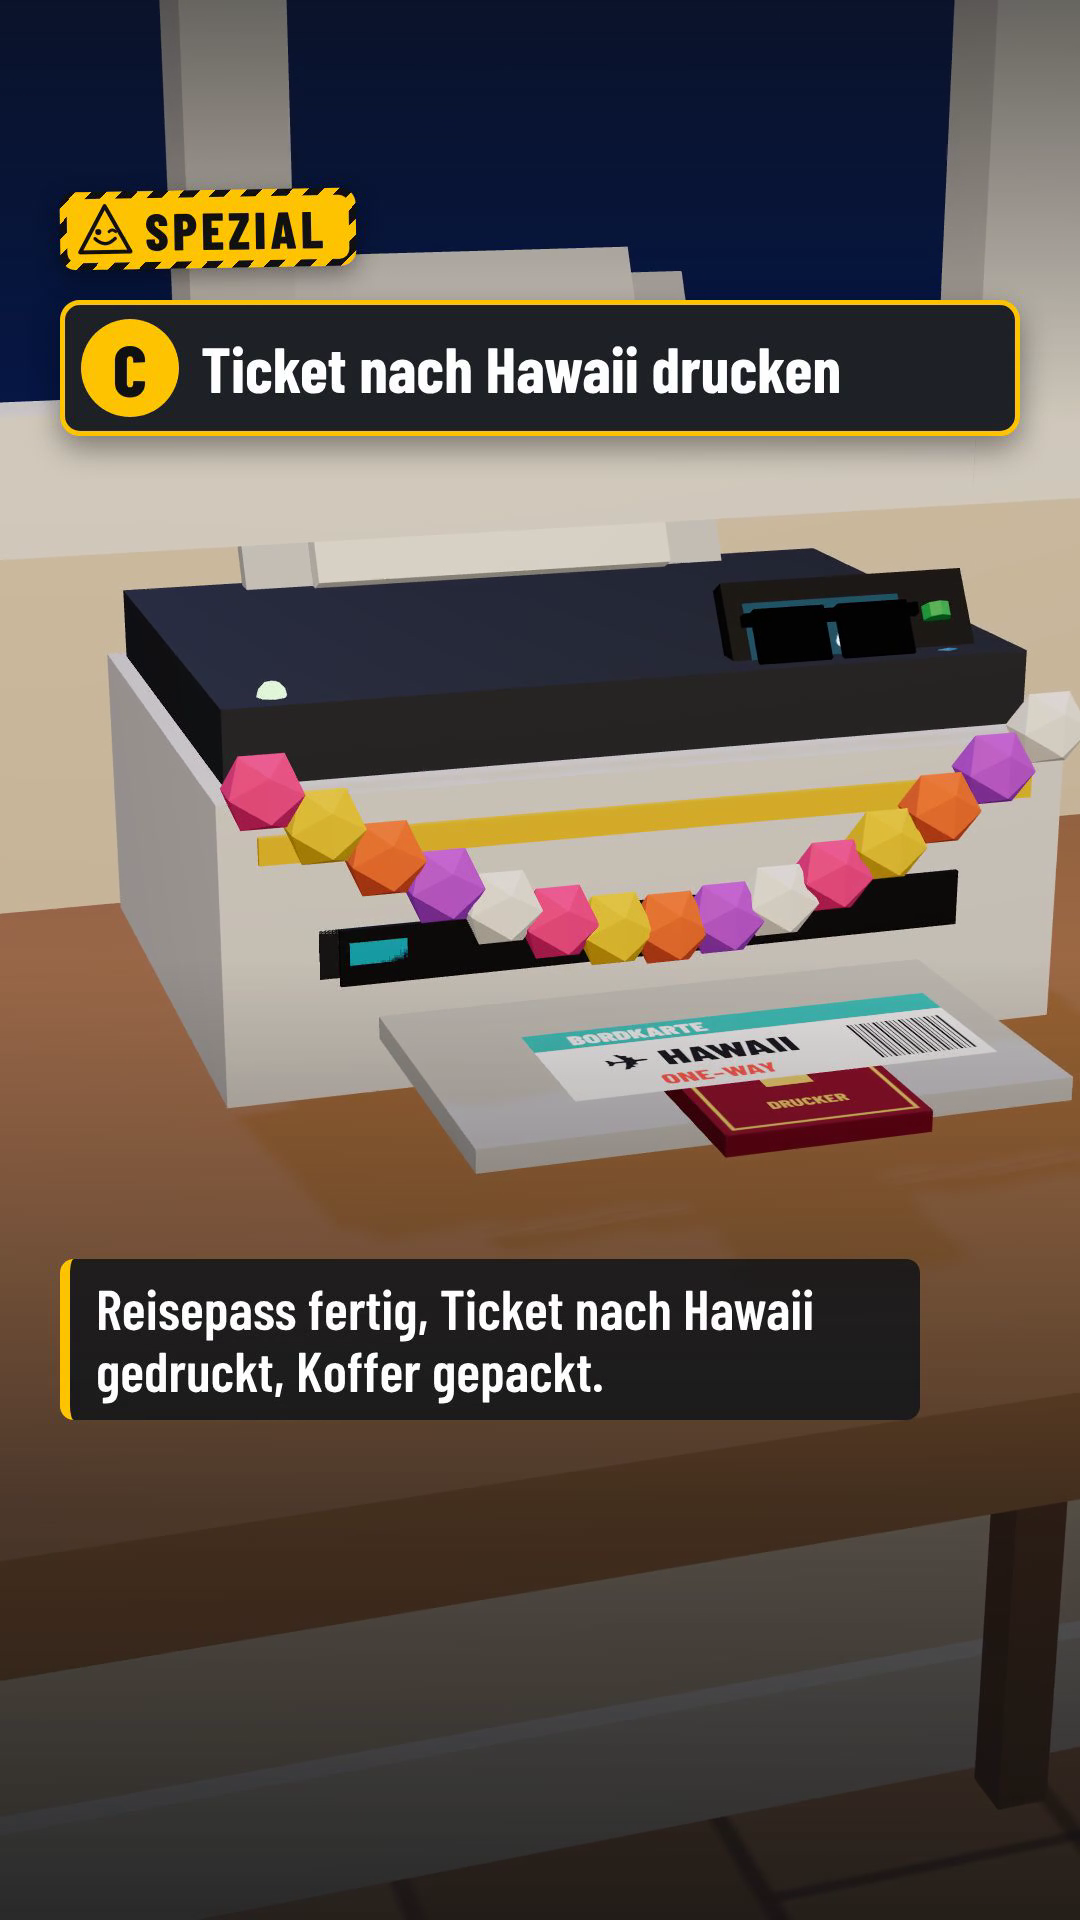 SPEZIAL
C Ticket nach Hawaii drucken
BORDKARTE
HAWAII
ONE-WAY
DRUCKER
Reisepass fertig, Ticket nach Hawaii
gedruckt, Koffer gepackt.